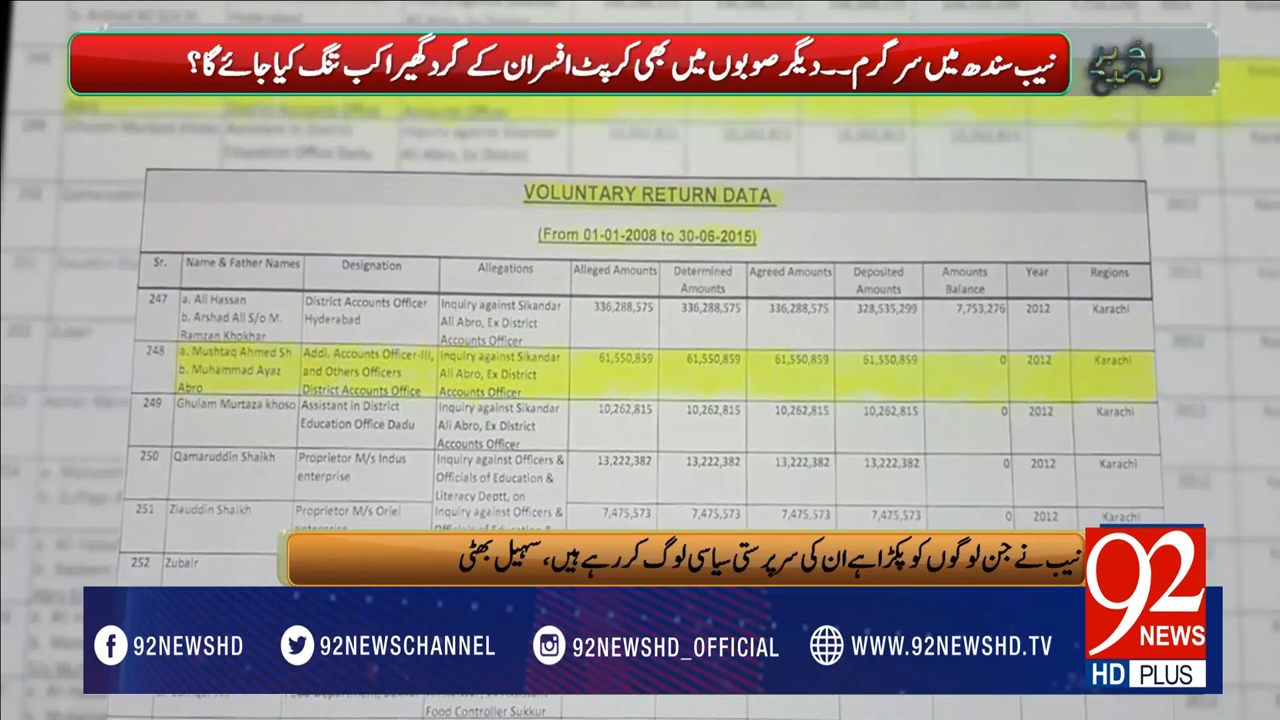 نیب سندھ میں سرگرم۔۔۔دیگر صوبوں میں بھی کرپٹ افسران کے گرد گھیرا کب تنگ کیا جائے گا؟
Education Office Dadu
VOLUNTARY RETURN DATA
(From 01-01-2008 to 30-06-2015)
Sr. Name & Father Names Designation Allegations Alleged Amounts Determined Amounts Agreed Amounts Deposited Amounts Amounts Balance Year Regions
247 a. Ali Hassan District Accounts Officer Inquiry against Sikandar 336,288,575 336,288,575 336,288,575 328,535,299 7,753,276 2012 Karachi
b. Arshad Ali S/o M. Hyderabad Ali Abro, Ex District
Ramzan Khokhar Accounts Officer
248 a. Mushtaq Ahmed Sh Addi. Accounts Officer-III, Inquiry against Sikandar 61,550,859 61,550,859 61,550,859 61,550,859 0 2012 Karachi
b. Muhammad Ayaz and Others Officers Ali Abro, Ex District
Abro District Accounts Office Accounts Officer
249 Ghulam Murtaza khoso Assistant in District Inquiry against Sikandar 10,262,815 10,262,815 10,262,815 10,262,815 0 2012 Karachi
Education Office Dadu Ali Abro, Ex District
Accounts Officer
250 Qamaruddin Shaikh Proprietor M/s Indus Inquiry against Officers & 13,222,382 13,222,382 13,222,382 13,222,382 0 2012 Karachi
enterprise Officials of Education &
Literacy Deptt, on
251 Ziauddin Shaikh Proprietor M/s Oriel Inquiry against Officers & 7,475,573 7,475,573 7,475,573 7,475,573 0 2012 Karachi
252 Zubair
نیب نے جن لوگوں کو پکڑا ہے ان کی سرپرستی سیاسی لوگ کر رہے ہیں، سہیل بھٹی
92 NEWS
HD PLUS
92NEWSHD 92NEWSCHANNEL 92NEWSHD_OFFICIAL WWW.92NEWSHD.TV
Food Controller Sukkur